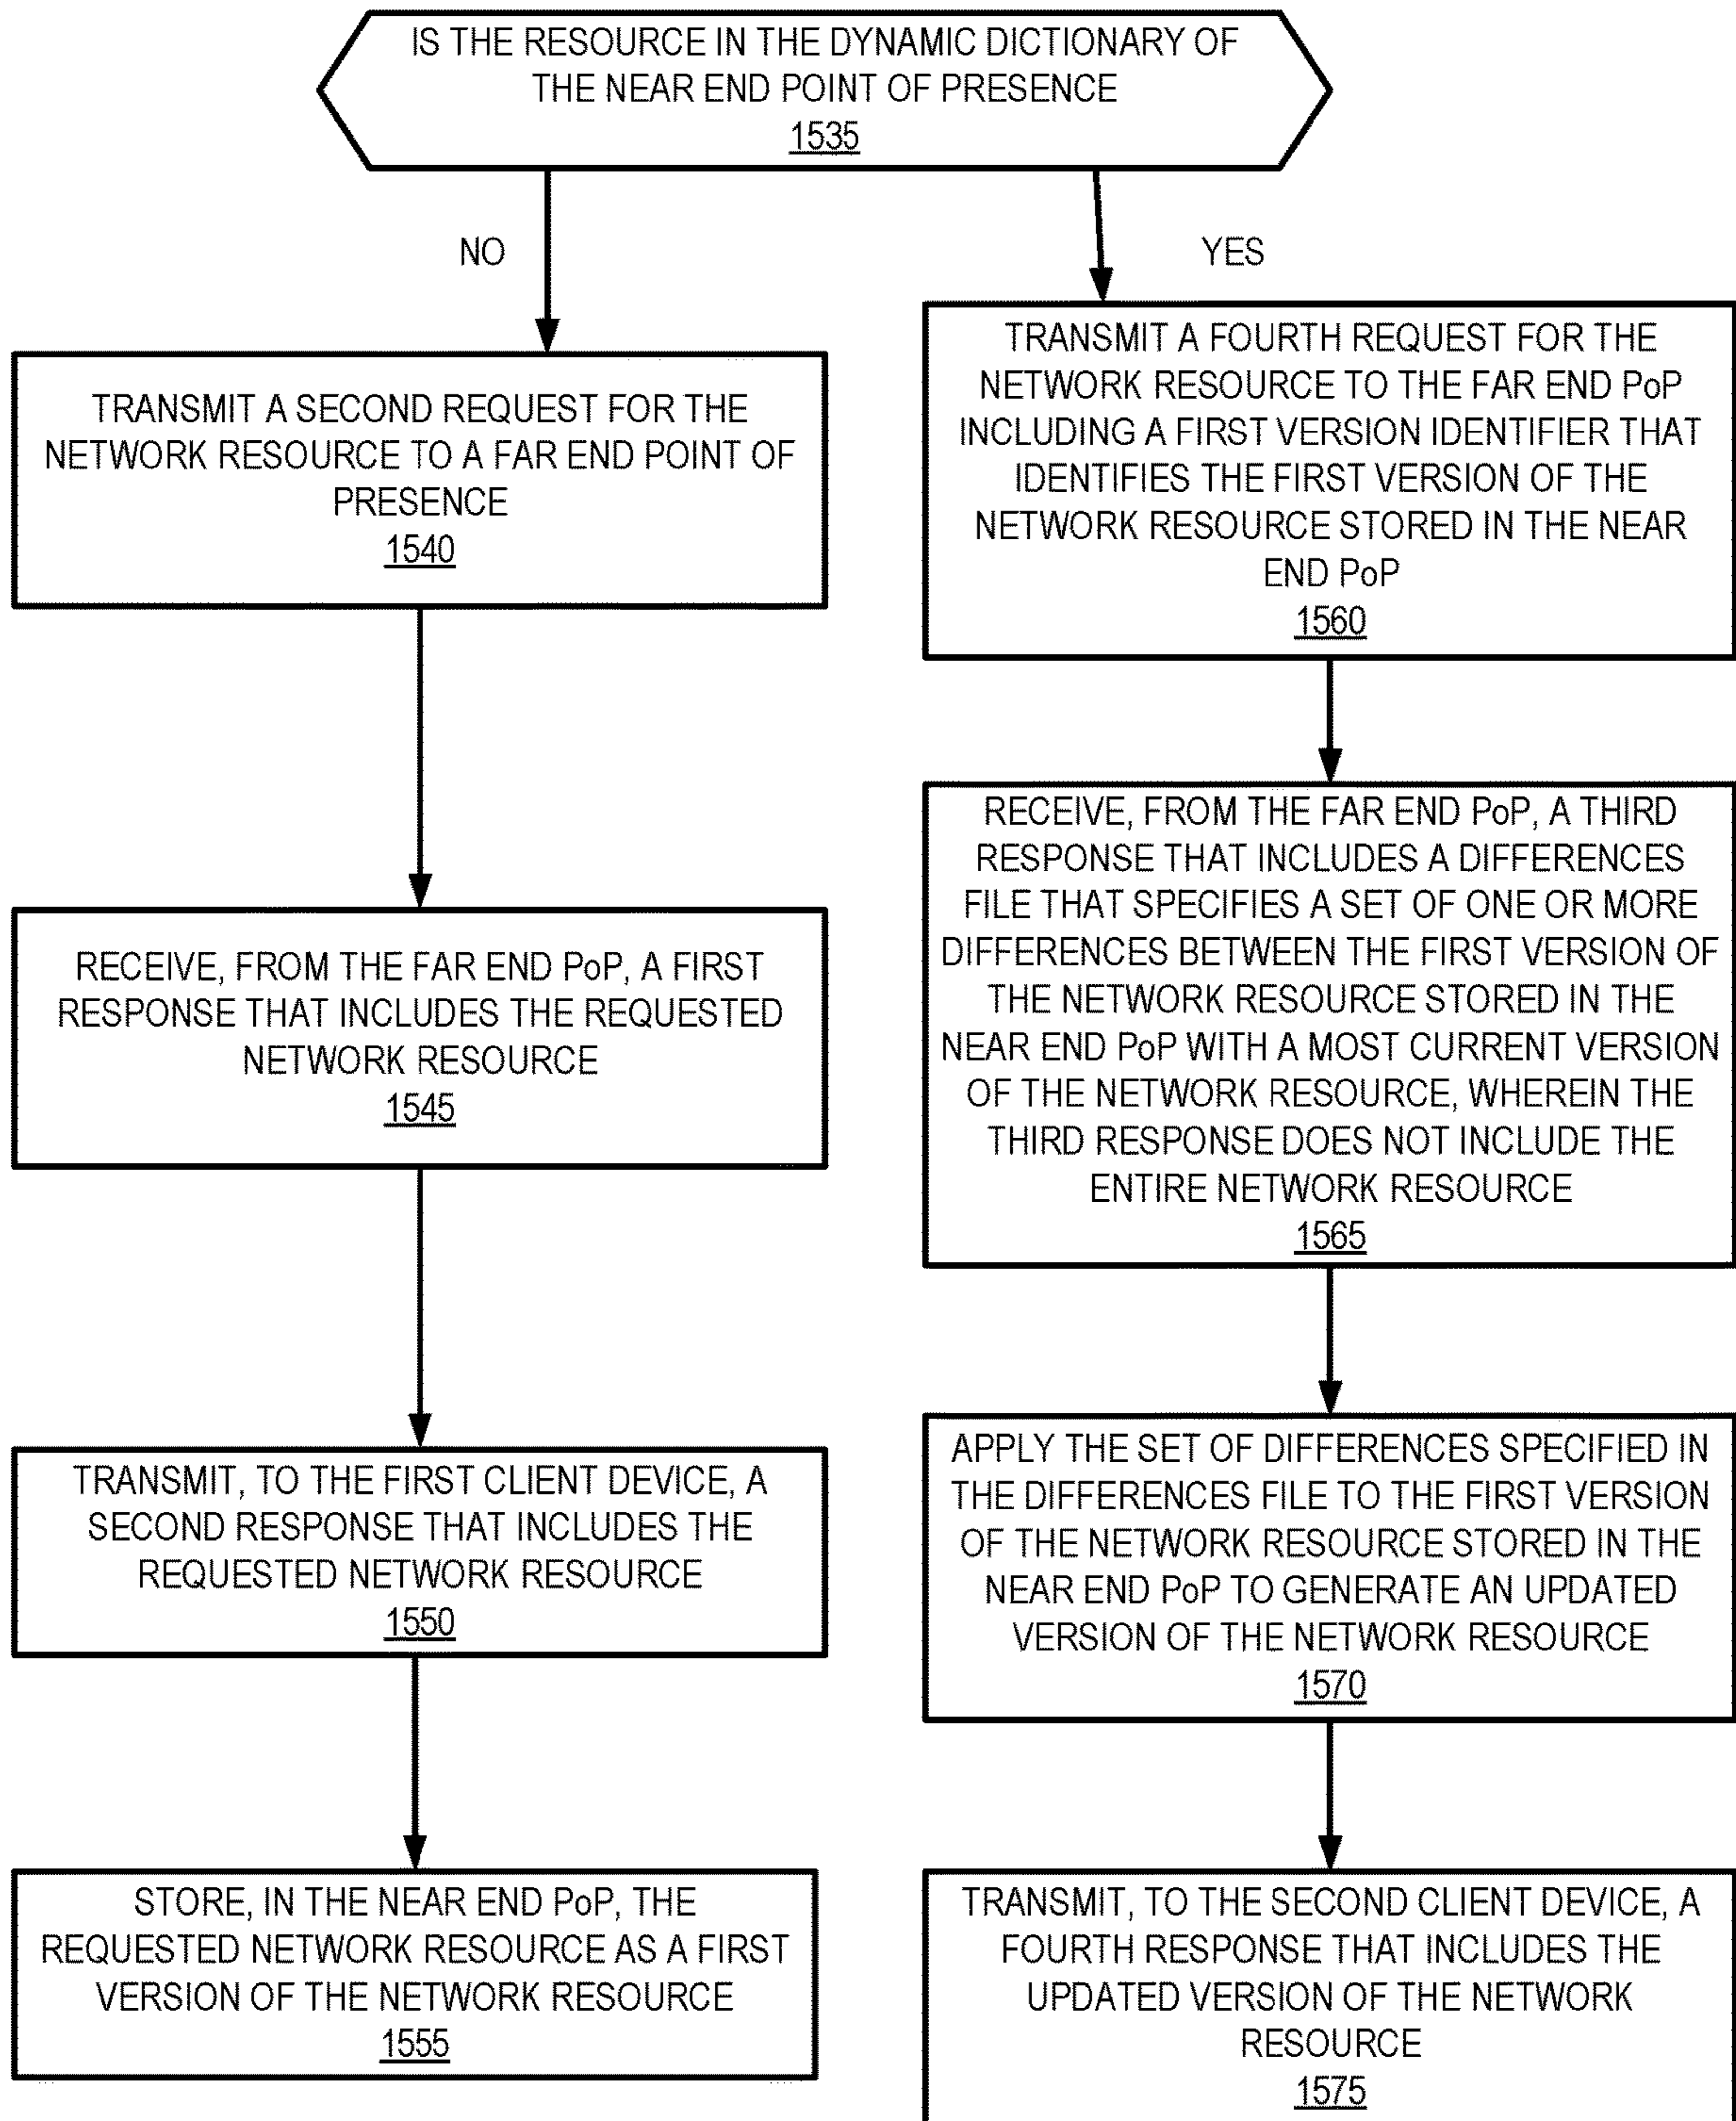 IS THE RESOURCE IN THE DYNAMIC DICTIONARY OF
THE NEAR END POINT OF PRESENCE
1535
NO
YES
TRANSMIT A SECOND REQUEST FOR THE
NETWORK RESOURCE TO A FAR END POINT OF
PRESENCE
1540
RECEIVE, FROM THE FAR END PoP, A FIRST
RESPONSE THAT INCLUDES THE REQUESTED
NETWORK RESOURCE
1545
TRANSMIT, TO THE FIRST CLIENT DEVICE, A
SECOND RESPONSE THAT INCLUDES THE
REQUESTED NETWORK RESOURCE
1550
STORE, IN THE NEAR END PoP, THE
REQUESTED NETWORK RESOURCE AS A FIRST
VERSION OF THE NETWORK RESOURCE
1555
TRANSMIT A FOURTH REQUEST FOR THE
NETWORK RESOURCE TO THE FAR END PoP
INCLUDING A FIRST VERSION IDENTIFIER THAT
IDENTIFIES THE FIRST VERSION OF THE
NETWORK RESOURCE STORED IN THE NEAR
END PoP
1560
RECEIVE, FROM THE FAR END PoP, A THIRD
RESPONSE THAT INCLUDES A DIFFERENCES
FILE THAT SPECIFIES A SET OF ONE OR MORE
DIFFERENCES BETWEEN THE FIRST VERSION OF
THE NETWORK RESOURCE STORED IN THE
NEAR END PoP WITH A MOST CURRENT VERSION
OF THE NETWORK RESOURCE, WHEREIN THE
THIRD RESPONSE DOES NOT INCLUDE THE
ENTIRE NETWORK RESOURCE
1565
APPLY THE SET OF DIFFERENCES SPECIFIED IN
THE DIFFERENCES FILE TO THE FIRST VERSION
OF THE NETWORK RESOURCE STORED IN THE
NEAR END PoP TO GENERATE AN UPDATED
VERSION OF THE NETWORK RESOURCE
1570
TRANSMIT, TO THE SECOND CLIENT DEVICE, A
FOURTH RESPONSE THAT INCLUDES THE
UPDATED VERSION OF THE NETWORK
RESOURCE
1575